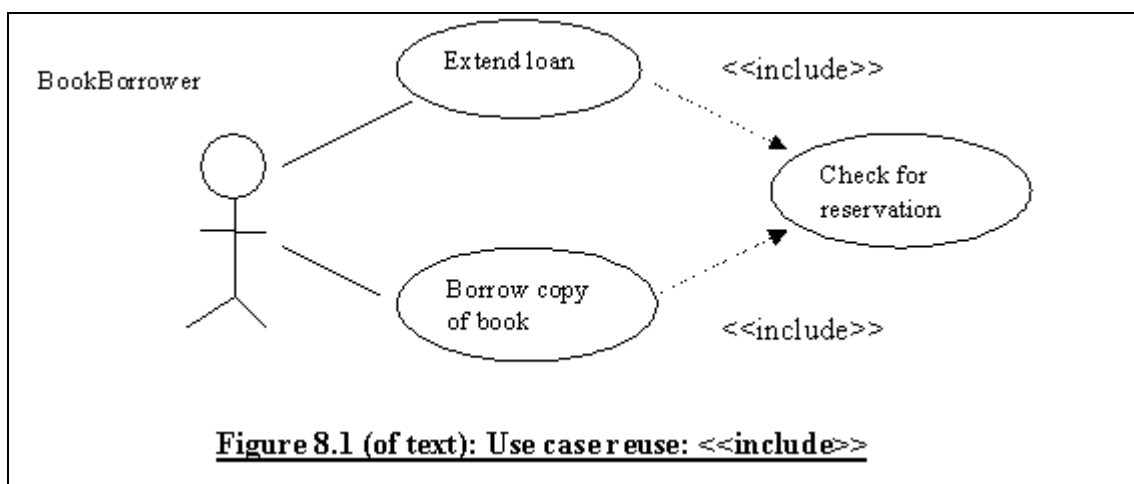 BookBorrower
Extend loan
<<include>>
Check for
reservation
Borrow copy
of book
<<include>>
Figure 8.1 (of text): Use case reuse: <<include>>